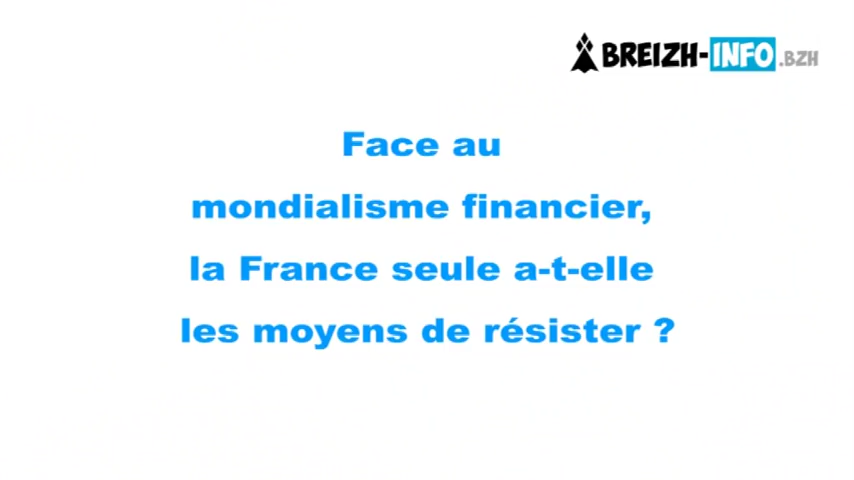 BREIZH-INFO.BZH
Face au
mondialisme financier,
la France seule a-t-elle
les moyens de résister ?